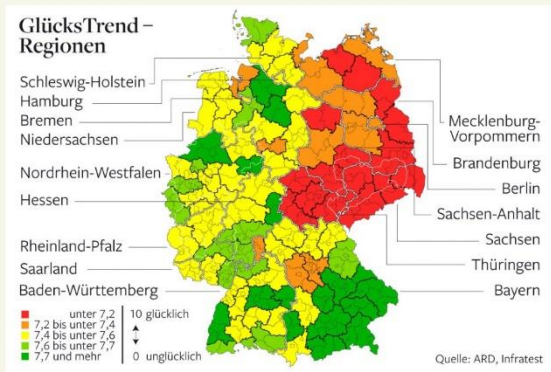 GlücksTrend –
Regionen
Schleswig-Holstein
Hamburg
Bremen
Niedersachsen
Nordrhein-Westfalen
Hessen
Rheinland-Pfalz
Saarland
Baden-Württemberg
Mecklenburg-
Vorpommern
Brandenburg
Berlin
Sachsen-Anhalt
Sachsen
Thüringen
Bayern
unter 7,2
7,2 bis unter 7,4
7,4 bis unter 7,6
7,6 bis unter 7,7
7,7 und mehr
10 glücklich
0 unglücklich
Quelle: ARD, Infratest